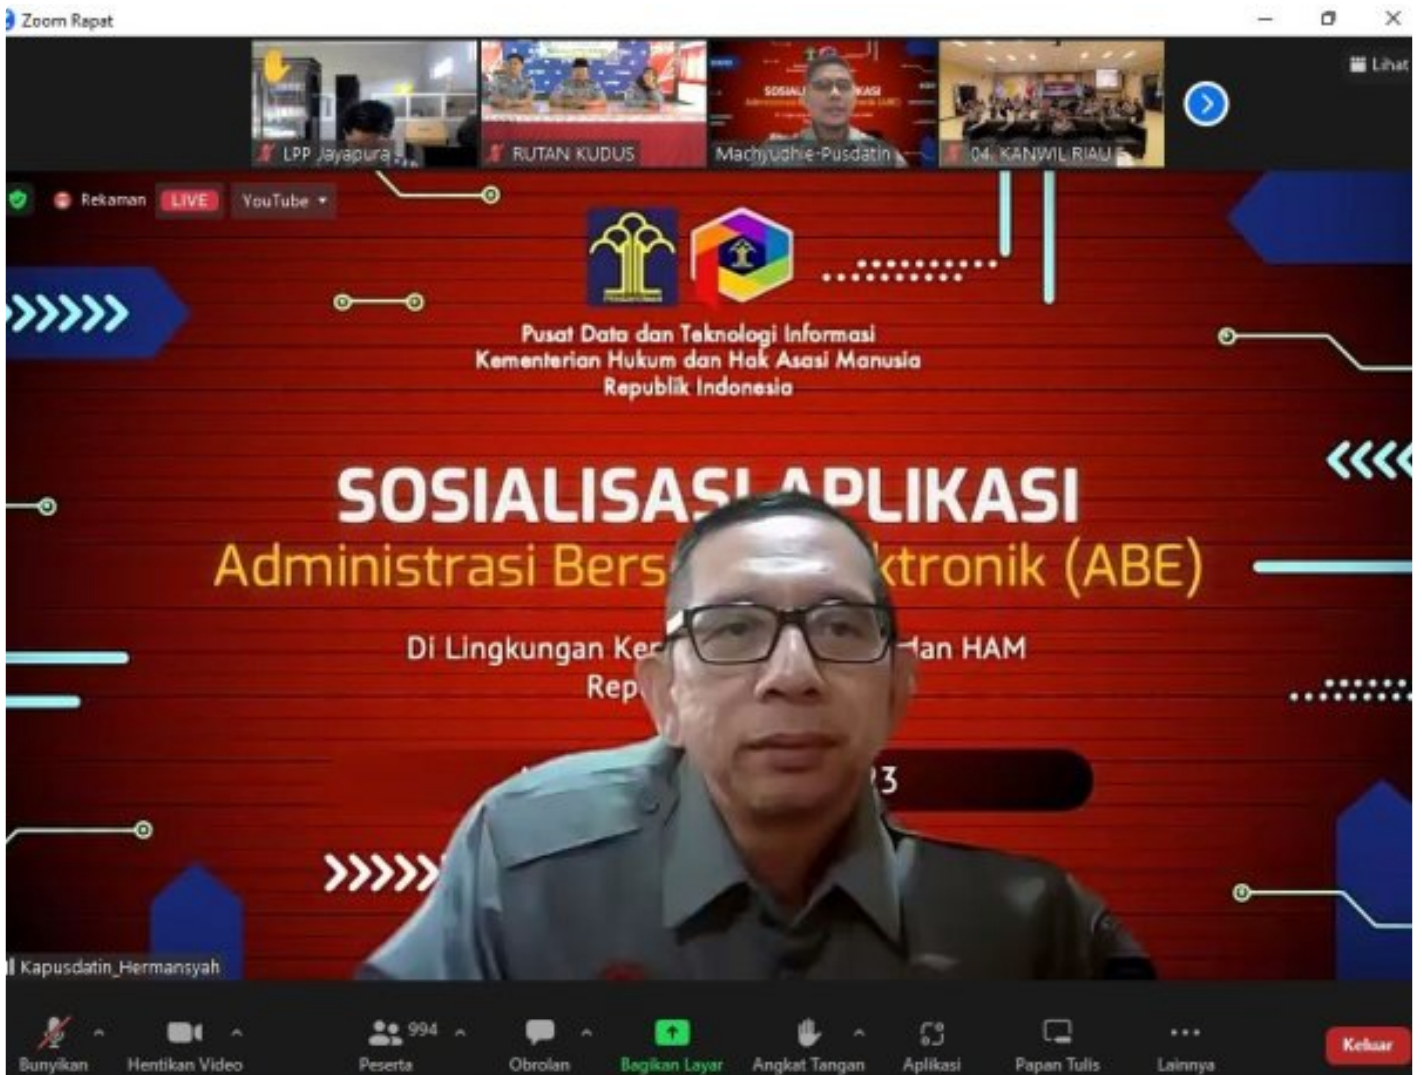 Zoom Rapat
Lihat
LPP Jayapura
RUTAN KUDUS
Machyudhie-Pusdatin
04. KANWIL RIAU
Rekaman LIVE YouTube
Pusat Data dan Teknologi Informasi
Kementerian Hukum dan Hak Asasi Manusia
Republik Indonesia
SOSIALISASI APLIKASI
Administrasi Bers ktronik (ABE)
Di Lingkungan Ke dan HAM
Rep
23
Kapusdatin_Hermansyah
994
Bunyikan Hentikan Video Peserta Obrolan Bagikan Layar Angkat Tangan Aplikasi Papan Tulis Lainnya Keluar